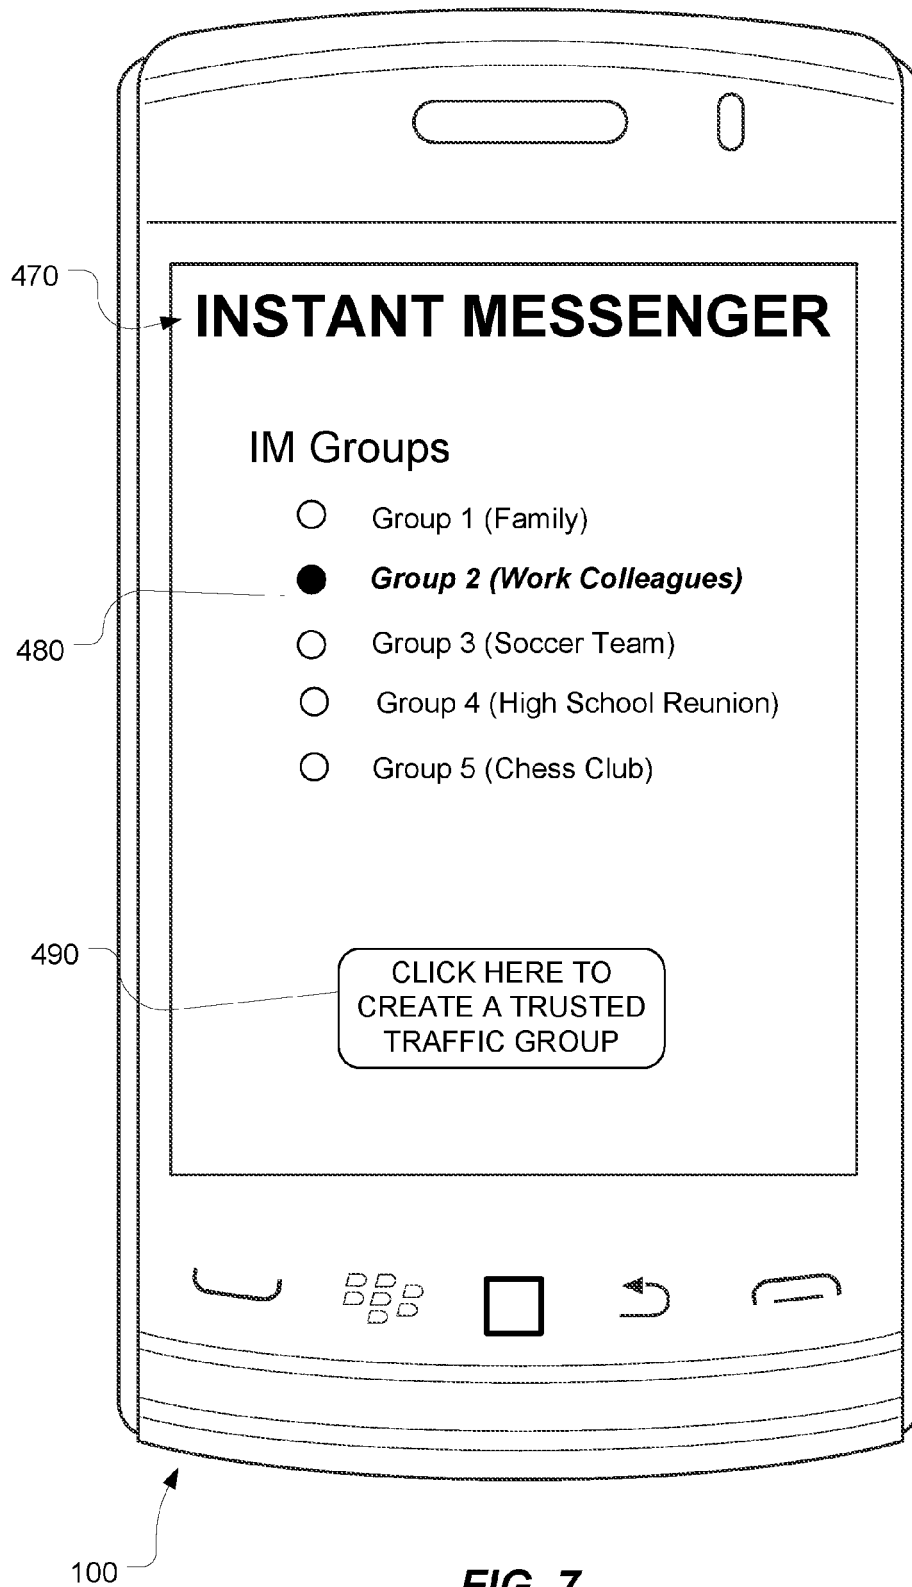 470
INSTANT MESSENGER
IM Groups
Group 1 (Family)
Group 2 (Work Colleagues)
480
Group 3 (Soccer Team)
Group 4 (High School Reunion)
Group 5 (Chess Club)
490
CLICK HERE TO
CREATE A TRUSTED
TRAFFIC GROUP
100
FIG. 7